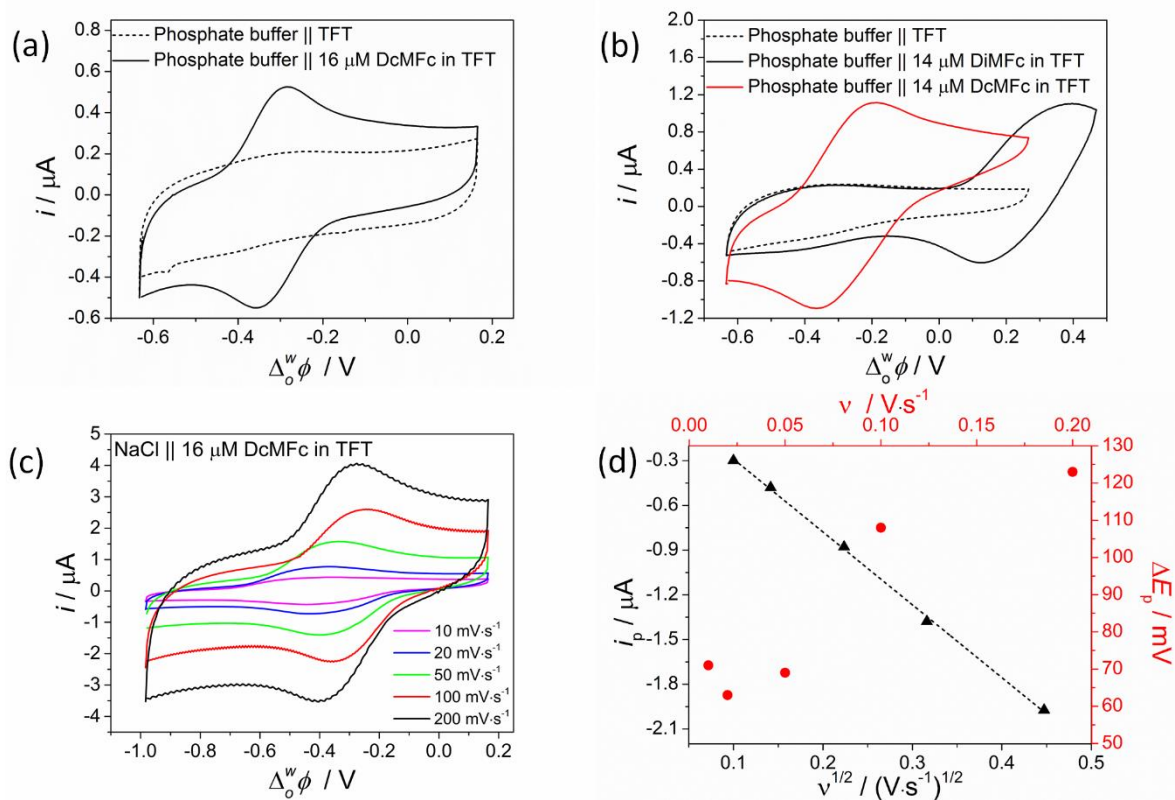 (a)
Phosphate buffer || TFT
Phosphate buffer || 16 μM DcMFc in TFT
0.8
0.6
0.4
0.2
0.0
-0.2
-0.4
-0.6
i / μA
-0.6 -0.4 -0.2 0.0 0.2
Δ_o^w ϕ / V
(b)
Phosphate buffer || TFT
Phosphate buffer || 14 μM DiMFc in TFT
Phosphate buffer || 14 μM DcMFc in TFT
2.0
1.6
1.2
0.8
0.4
0.0
-0.4
-0.8
-1.2
i / μA
-0.6 -0.4 -0.2 0.0 0.2 0.4
Δ_o^w ϕ / V
(c)
NaCl || 16 μM DcMFc in TFT
5
4
3
2
1
0
-1
-2
-3
-4
i / μA
10 mV·s⁻¹
20 mV·s⁻¹
50 mV·s⁻¹
100 mV·s⁻¹
200 mV·s⁻¹
-1.0 -0.8 -0.6 -0.4 -0.2 0.0 0.2
Δ_o^w ϕ / V
(d)
ν / V·s⁻¹
0.00 0.05 0.10 0.15 0.20
-0.3
-0.6
-0.9
-1.2
-1.5
-1.8
-2.1
i_p / μA
130
120
110
100
90
80
70
60
50
ΔE_p / mV
0.1 0.2 0.3 0.4 0.5
ν^1/2 / (V·s⁻¹)^1/2